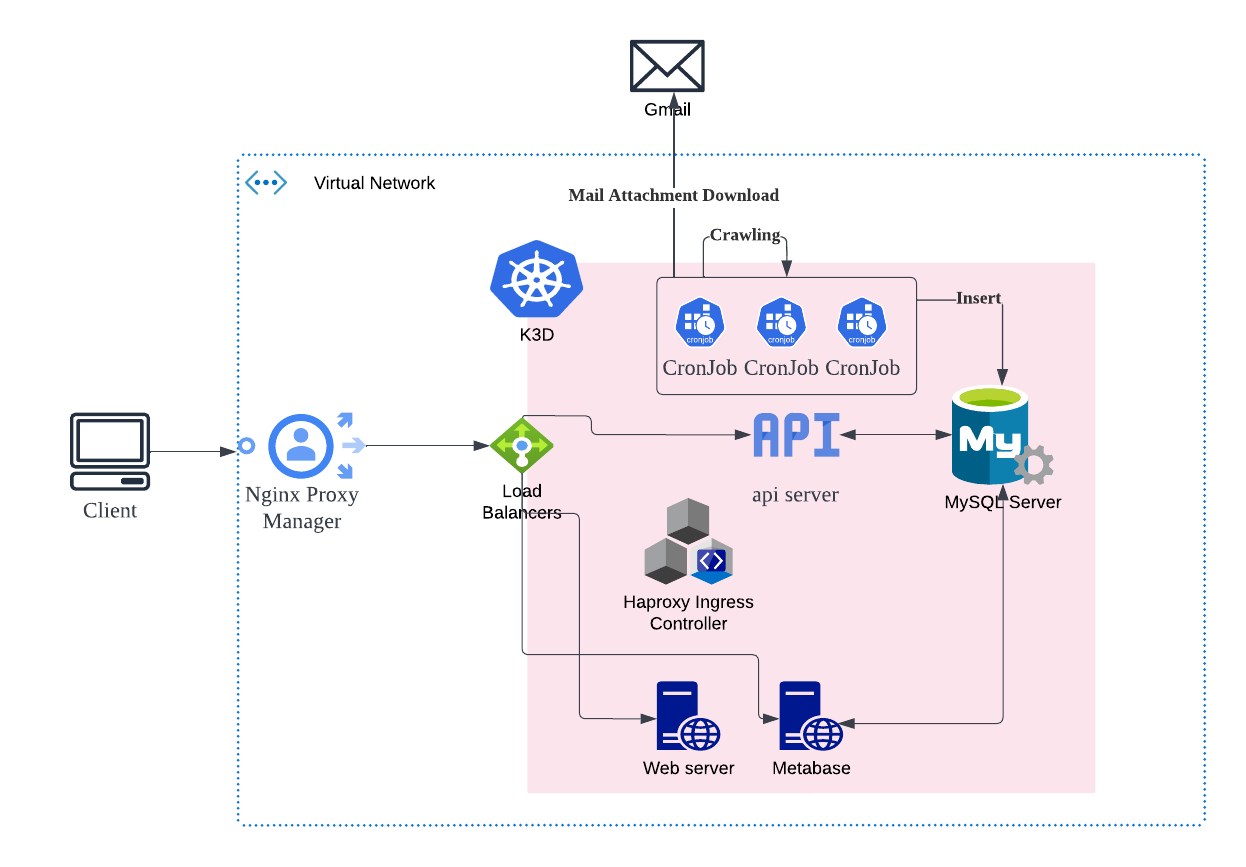 Gmail
Virtual Network
Mail Attachment Download
Crawling
Insert
K3D
cronjob cronjob cronjob
CronJob CronJob CronJob
API
My
Client
Nginx Proxy
Manager
Load
Balancers
api server
MySQL Server
Haproxy Ingress
Controller
Web server
Metabase